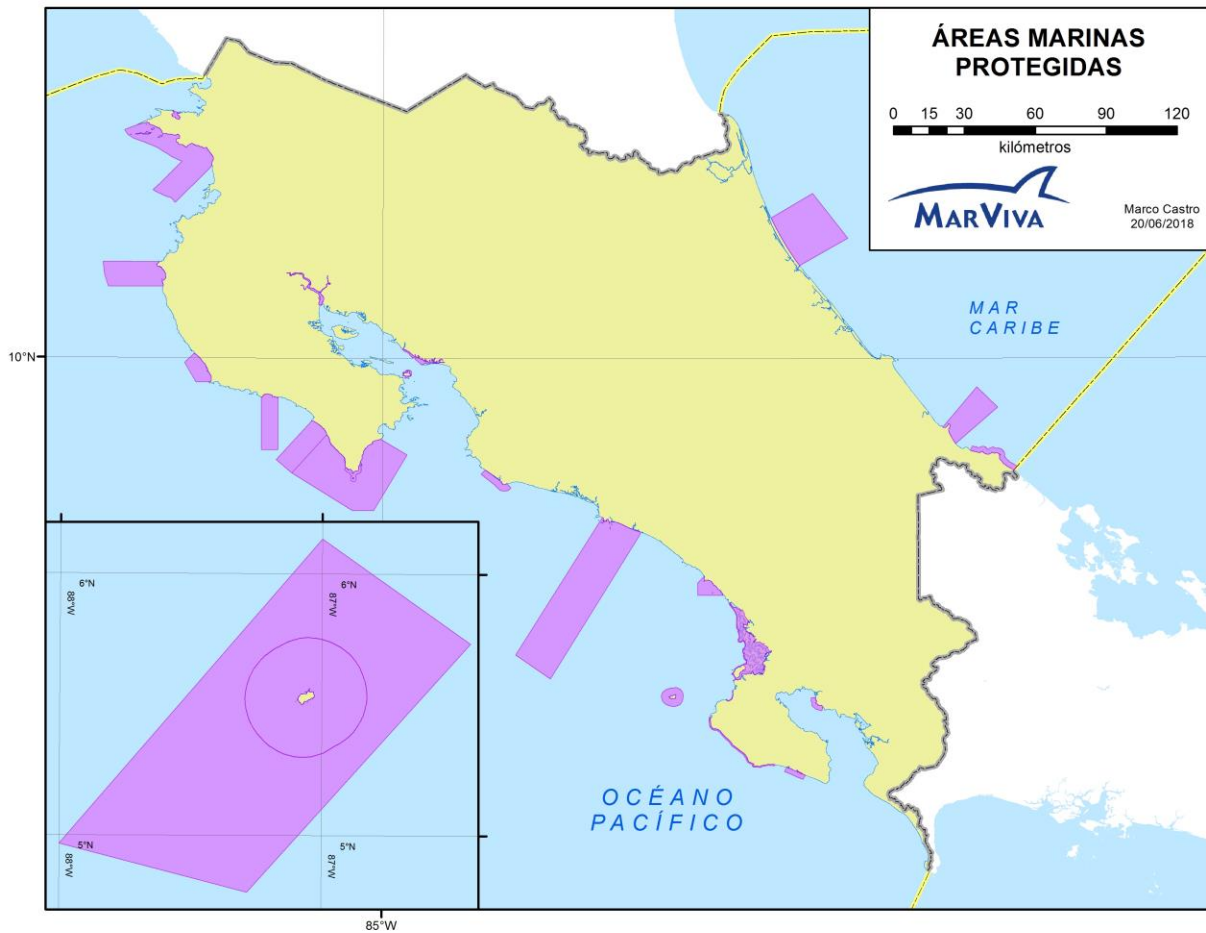 ÁREAS MARINAS
PROTEGIDAS
0 15 30 60 90 120
kilómetros
MARVIVA
Marco Castro
20/06/2018
MAR
CARIBE
10°N
6°N
88°W
6°N
87°W
OCÉANO
PACÍFICO
5°N
88°W
5°N
87°W
85°W